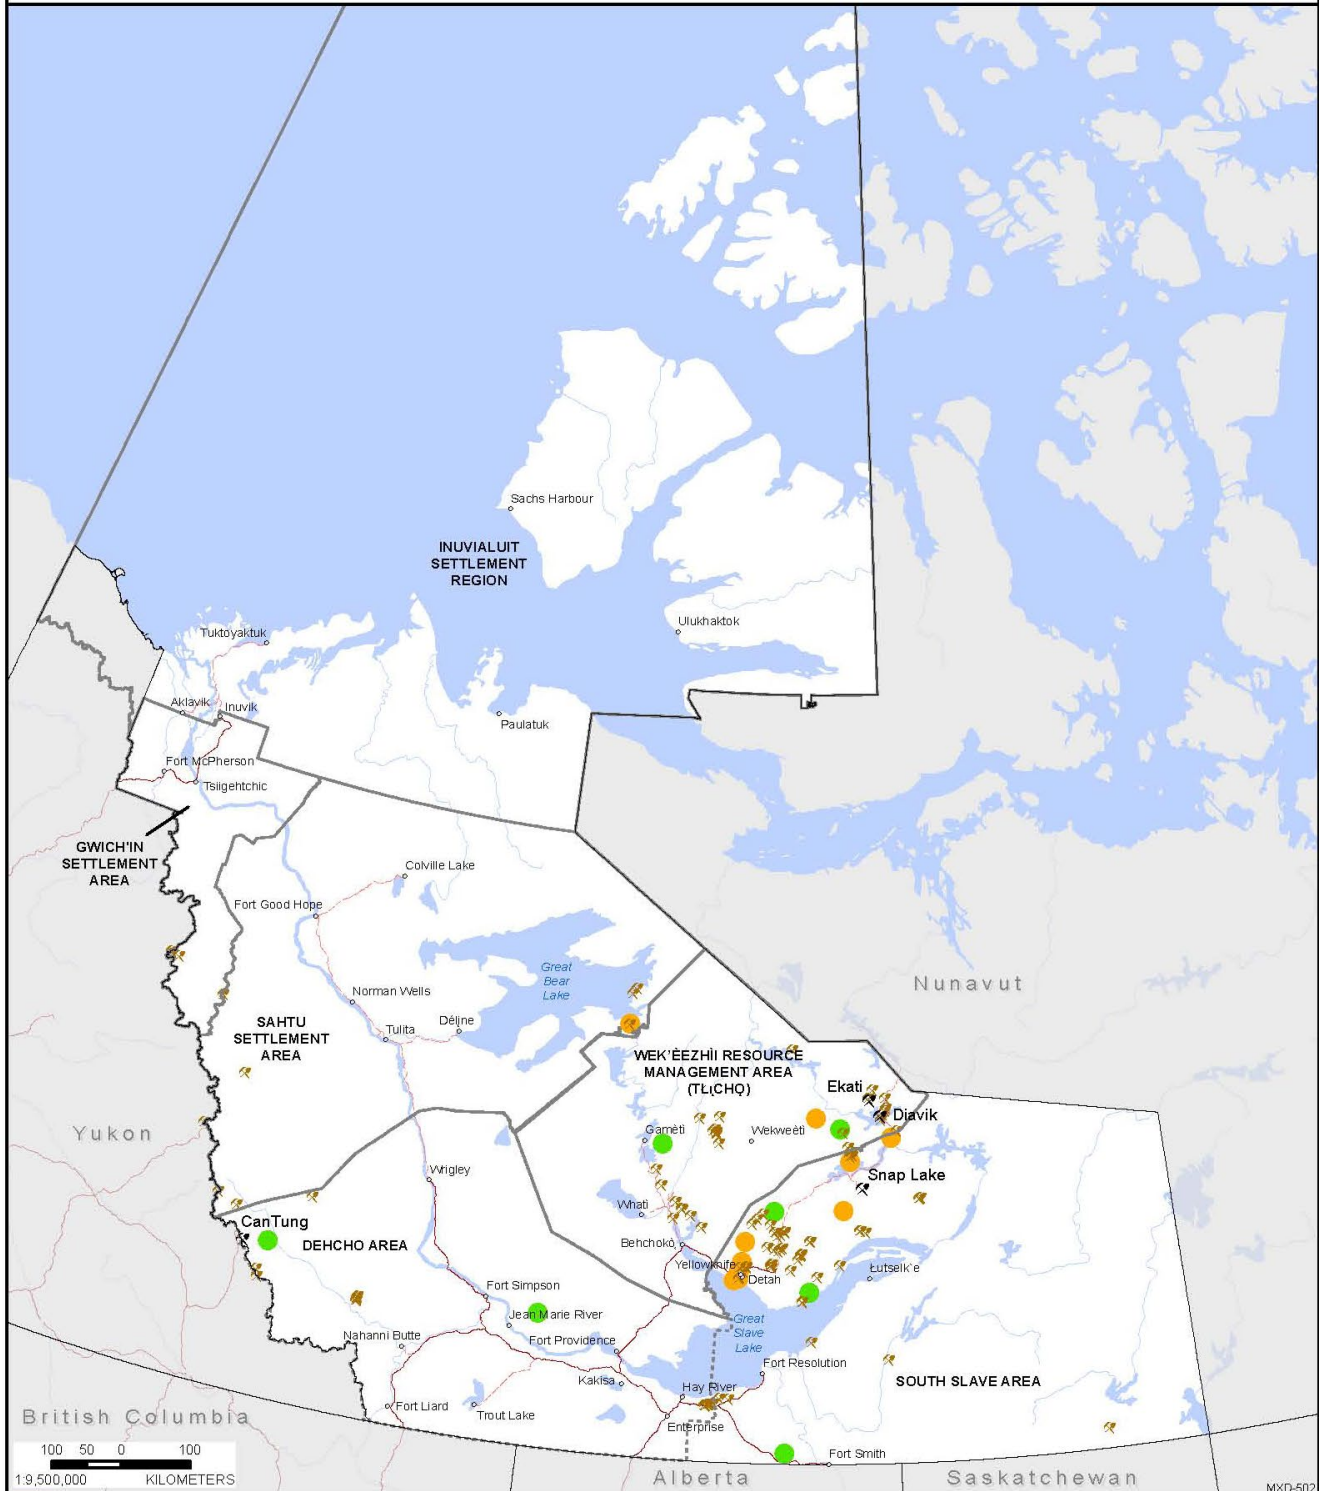 Sachs Harbour
INUVIALUIT
SETTLEMENT
REGION
Ulukhaktok
Tuktoyaktuk
Aklavik
Inuvik
Paulatuk
Fort McPherson
Tsiigehtchic
GWICH'IN
SETTLEMENT
AREA
Colville Lake
Fort Good Hope
Great
Bear
Lake
Nunavut
Norman Wells
SAHTU
SETTLEMENT
AREA
Tulita
Déline
WEK'ÈEZHÌI RESOURCE
MANAGEMENT AREA
(TŁĮCHǪ)
Ekati
Diavik
Yukon
Gamètì
Wekweètì
Wrigley
Snap Lake
Whatì
CanTung
DEHCHO AREA
Behchokò
Yellowknife
Detah
Łutselk'e
Fort Simpson
Jean Marie River
Great
Slave
Lake
Nahanni Butte
Fort Providence
Fort Resolution
Kakisa
Hay River
SOUTH SLAVE AREA
Fort Liard
Trout Lake
Enterprise
British Columbia
Fort Smith
100 50 0 100
1:9,500,000 KILOMETERS
Alberta
Saskatchewan
MXD-502